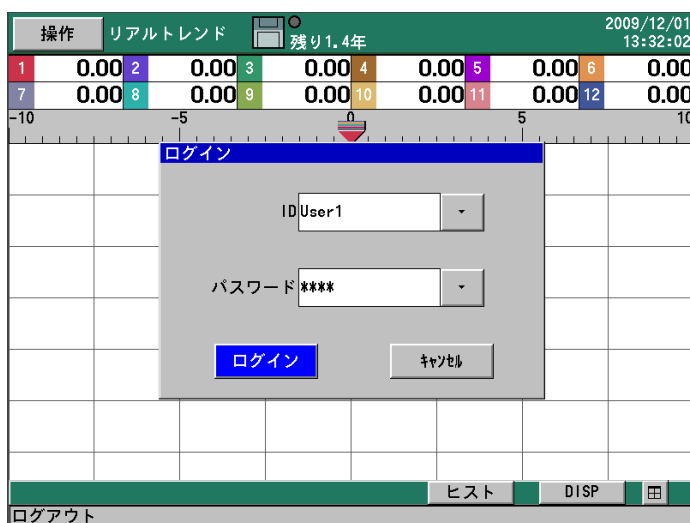 操作 リアルトレンド 残り1.4年 2009/12/01
13:32:02
1 0.00 2 0.00 3 0.00 4 0.00 5 0.00 6 0.00
7 0.00 8 0.00 9 0.00 10 0.00 11 0.00 12 0.00
-10 -5 0 5 10
ログイン
ID User1
パスワード ****
ログイン ｷｬﾝｾﾙ
ヒスト DISP
ログアウト